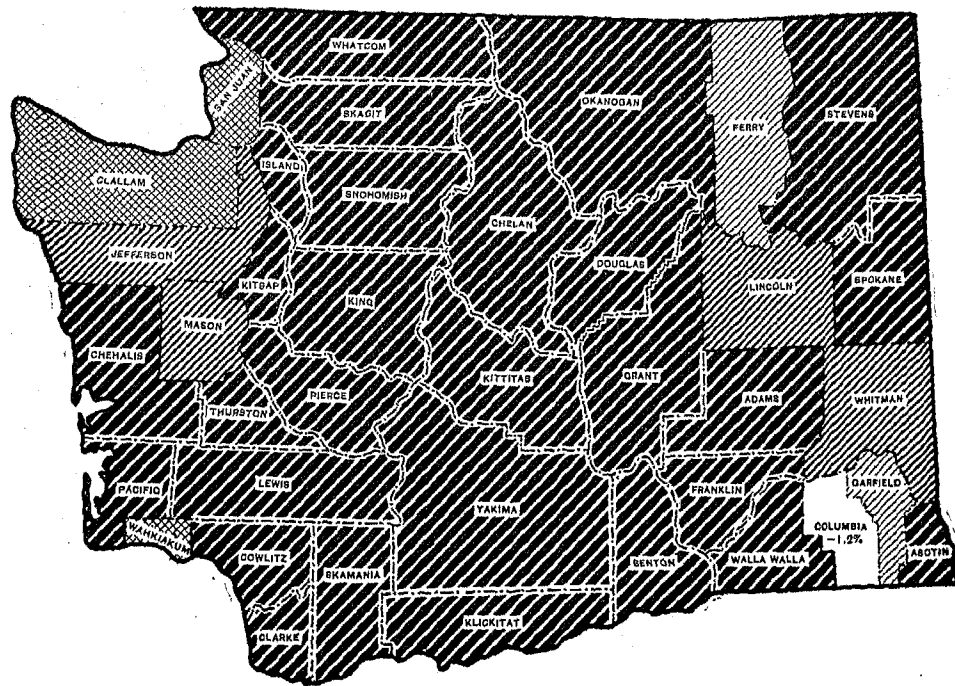 WHATCOM
SAN JUAN
SKAGIT
OKANOGAN
FERRY
STEVENS
CLALLAM
ISLAND
SNOHOMISH
CHELAN
JEFFERSON
DOUGLAS
KITSAP
KING
LINCOLN
SPOKANE
MASON
CHEHALIS
PIERCE
KITTITAS
GRANT
ADAMS
WHITMAN
THURSTON
LEWIS
PACIFIC
YAKIMA
FRANKLIN
GARFIELD
WAHKIAKUM
COLUMBIA
-1.2%
COWLITZ
SKAMANIA
BENTON
WALLA WALLA
ASOTIN
KLICKITAT
CLARKE